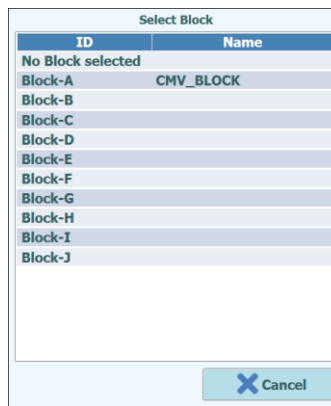 Select Block
ID Name
No Block selected
Block-A CMV_BLOCK
Block-B
Block-C
Block-D
Block-E
Block-F
Block-G
Block-H
Block-I
Block-J
Cancel